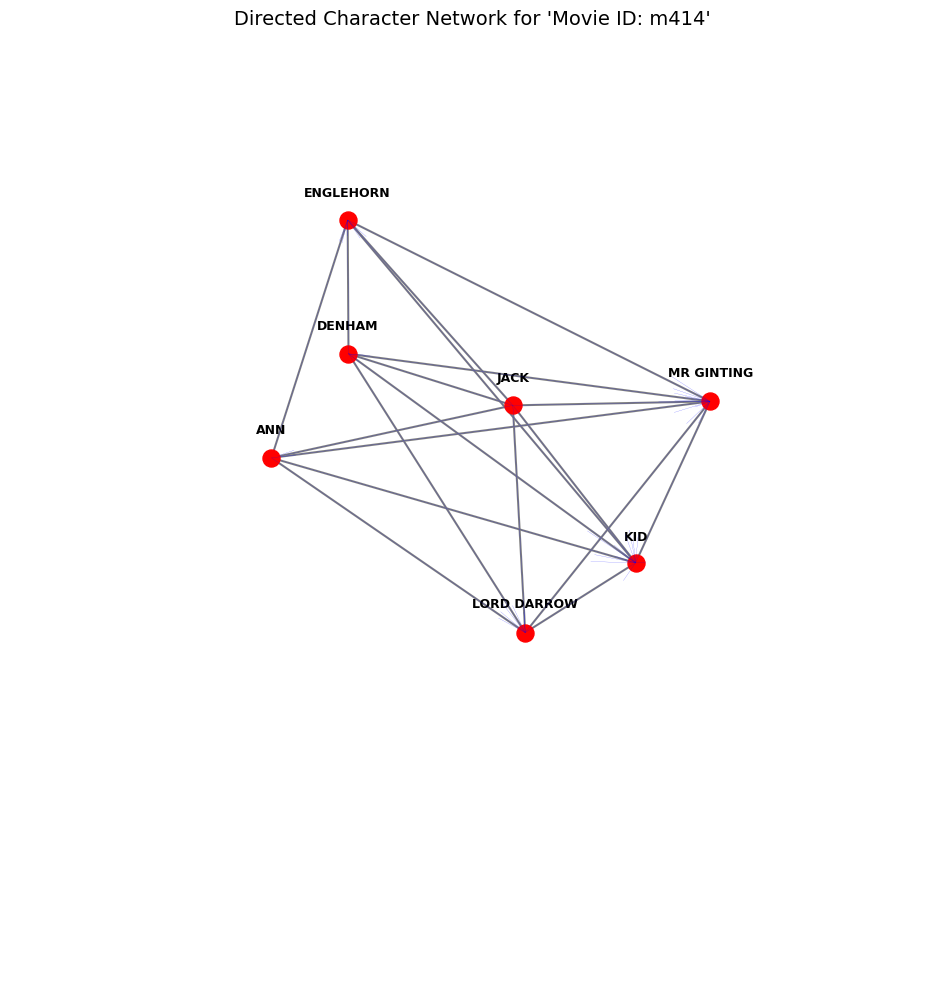 Directed Character Network for 'Movie ID: m414'
ENGLEHORN
DENHAM
JACK
MR GINTING
ANN
KID
LORD DARROW